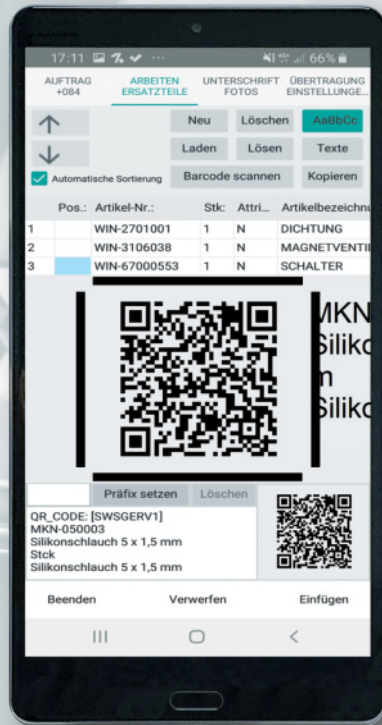 17:11 66%
AUFTRAG +084
ARBEITEN ERSATZTEILE
UNTERSCHRIFT FOTOS
ÜBERTRAGUNG EINSTELLUNGE...
Neu Löschen AaBbCc
Laden Lösen Texte
Automatische Sortierung Barcode scannen Kopieren
Pos.: Artikel-Nr.: Stk: Attri... Artikelbezeichnu
1 WIN-2701001 1 N DICHTUNG
2 WIN-3106038 1 N MAGNETVENTI
3 WIN-67000553 1 N SCHALTER
MKN
Siliko
m
Siliko
Präfix setzen Löschen
QR_CODE: [SWSGERV1]
MKN-050003
Silikonschlauch 5 x 1,5 mm
Stck
Silikonschlauch 5 x 1,5 mm
Beenden Verwerfen Einfügen